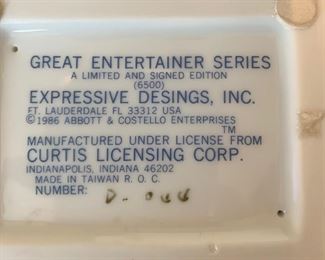 GREAT ENTERTAINER SERIES
A LIMITED AND SIGNED EDITION
(6500)
EXPRESSIVE DESINGS, INC.
FT. LAUDERDALE FL 33312 USA
©1986 ABBOTT & COSTELLO ENTERPRISES
TM
MANUFACTURED UNDER LICENSE FROM
CURTIS LICENSING CORP.
INDIANAPOLIS, INDIANA 46202
MADE IN TAIWAN R. O. C.
NUMBER: